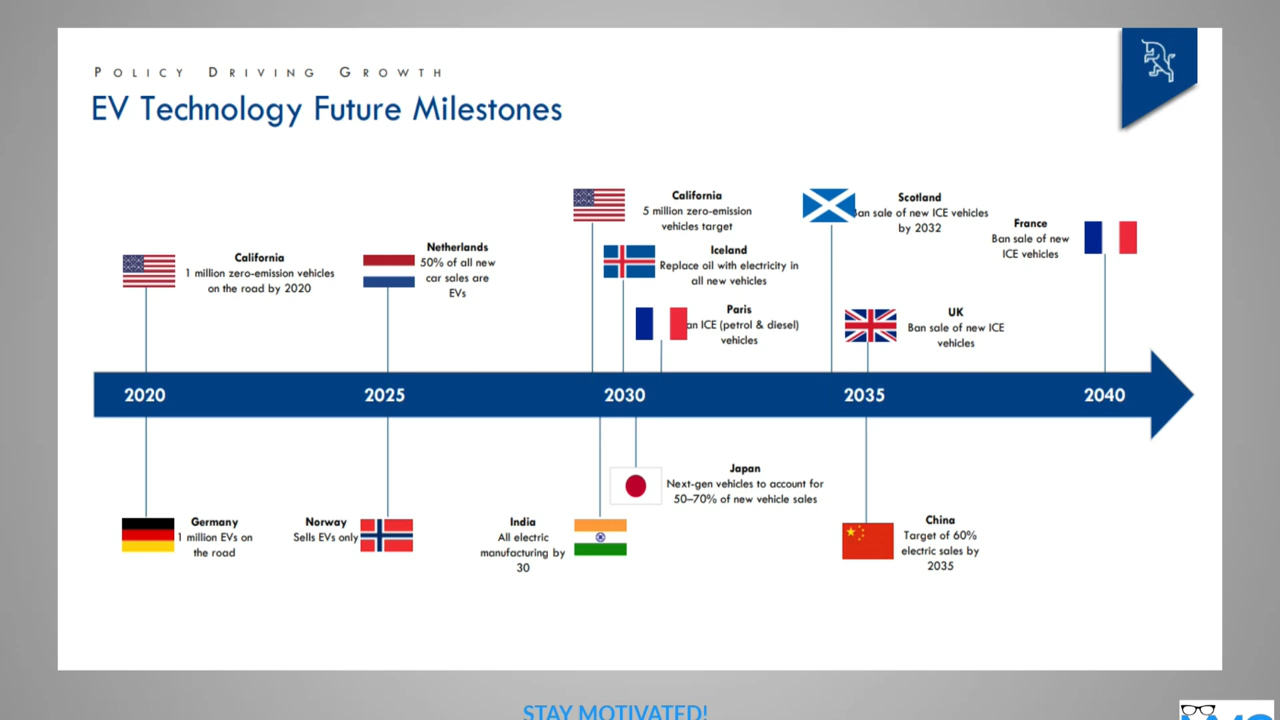 POLICY DRIVING GROWTH
EV Technology Future Milestones
California
1 million zero-emission vehicles
on the road by 2020
Netherlands
50% of all new
car sales are
EVs
California
5 million zero-emission
vehicles target
Iceland
Replace oil with electricity in
all new vehicles
Paris
an ICE (petrol & diesel)
vehicles
Scotland
an sale of new ICE vehicles
by 2032
UK
Ban sale of new ICE
vehicles
France
Ban sale of new
ICE vehicles
2020
2025
2030
2035
2040
Germany
1 million EVs on
the road
Norway
Sells EVs only
India
All electric
manufacturing by
30
Japan
Next-gen vehicles to account for
50–70% of new vehicle sales
China
Target of 60%
electric sales by
2035
STAY MOTIVATED!